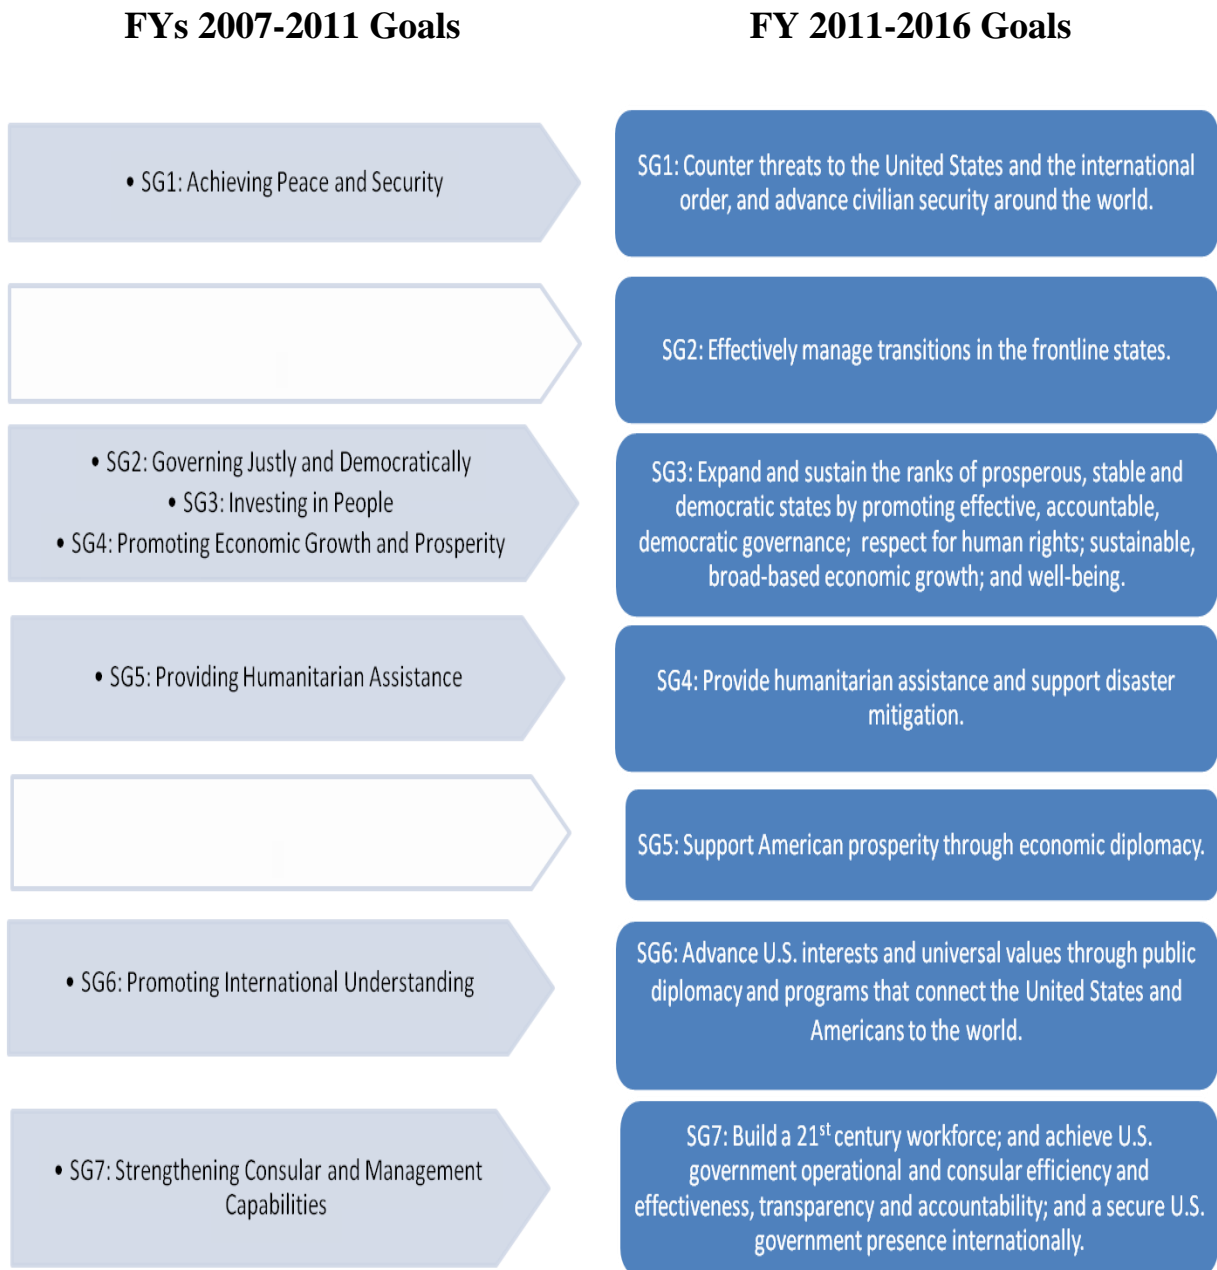 FYs 2007-2011 Goals
FY 2011-2016 Goals
• SG1: Achieving Peace and Security
SG1: Counter threats to the United States and the international
order, and advance civilian security around the world.
SG2: Effectively manage transitions in the frontline states.
• SG2: Governing Justly and Democratically
• SG3: Investing in People
• SG4: Promoting Economic Growth and Prosperity
SG3: Expand and sustain the ranks of prosperous, stable and
democratic states by promoting effective, accountable,
democratic governance; respect for human rights; sustainable,
broad-based economic growth; and well-being.
• SG5: Providing Humanitarian Assistance
SG4: Provide humanitarian assistance and support disaster
mitigation.
SG5: Support American prosperity through economic diplomacy.
• SG6: Promoting International Understanding
SG6: Advance U.S. interests and universal values through public
diplomacy and programs that connect the United States and
Americans to the world.
• SG7: Strengthening Consular and Management
Capabilities
SG7: Build a 21st century workforce; and achieve U.S.
government operational and consular efficiency and
effectiveness, transparency and accountability; and a secure U.S.
government presence internationally.